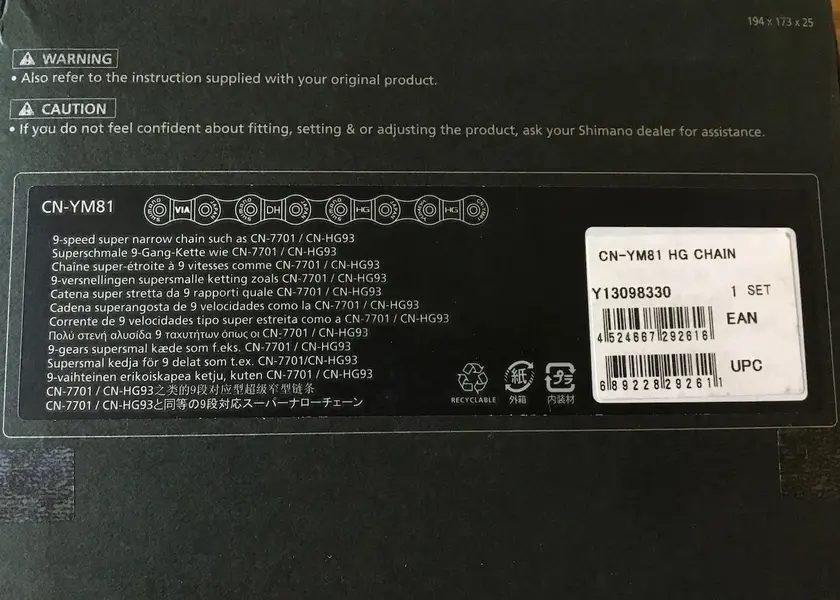 194 x 173 x 25
WARNING
• Also refer to the instruction supplied with your original product.
CAUTION
• If you do not feel confident about fitting, setting & or adjusting the product, ask your Shimano dealer for assistance.
CN-YM81
SHIMANO VIA DH SHIMANO HG HG CN-YM81
9-speed super narrow chain such as CN-7701 / CN-HG93
Superschmale 9-Gang-Kette wie CN-7701 / CN-HG93
Chaîne super-étroite à 9 vitesses comme CN-7701 / CN-HG93
9-versnellingen supersmalle ketting zoals CN-7701 / CN-HG93
Catena super stretta da 9 rapporti quale CN-7701 / CN-HG93
Cadena superangosta de 9 velocidades como la CN-7701 / CN-HG93
Corrente de 9 velocidades tipo super estreita como a CN-7701 / CN-HG93
Πολύ στενή αλυσίδα 9 ταχυτήτων όπως οι CN-7701 / CN-HG93
9-gears supersmal kæde som f.eks. CN-7701 / CN-HG93
Supersmal kedja för 9 delat som t.ex. CN-7701/CN-HG93
9-vaihteinen erikoiskapea ketju, kuten CN-7701 / CN-HG93
CN-7701 / CN-HG93之类的9段对应型超级窄型链条
CN-7701 / CN-HG93と同等の9段対応スーパーナローチェーン
RECYCLABLE
紙
外箱
プラ
内装材
CN-YM81 HG CHAIN
Y13098330 1 SET
EAN
4 524667 292616
UPC
6 89228 29261 1